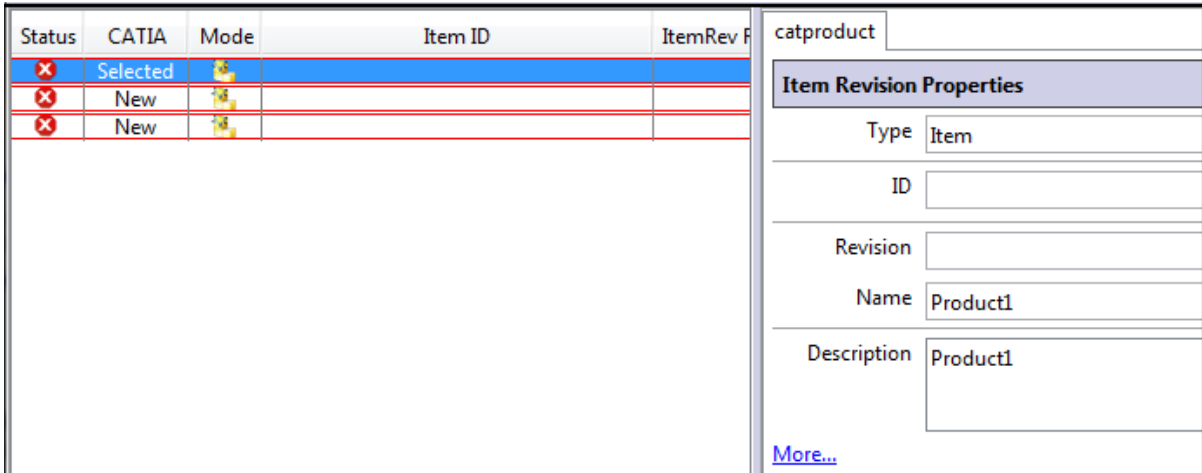 Status CATIA Mode Item ID ItemRev F
Selected
New
New
catproduct
Item Revision Properties
Type Item
ID
Revision
Name Product1
Description Product1
More...